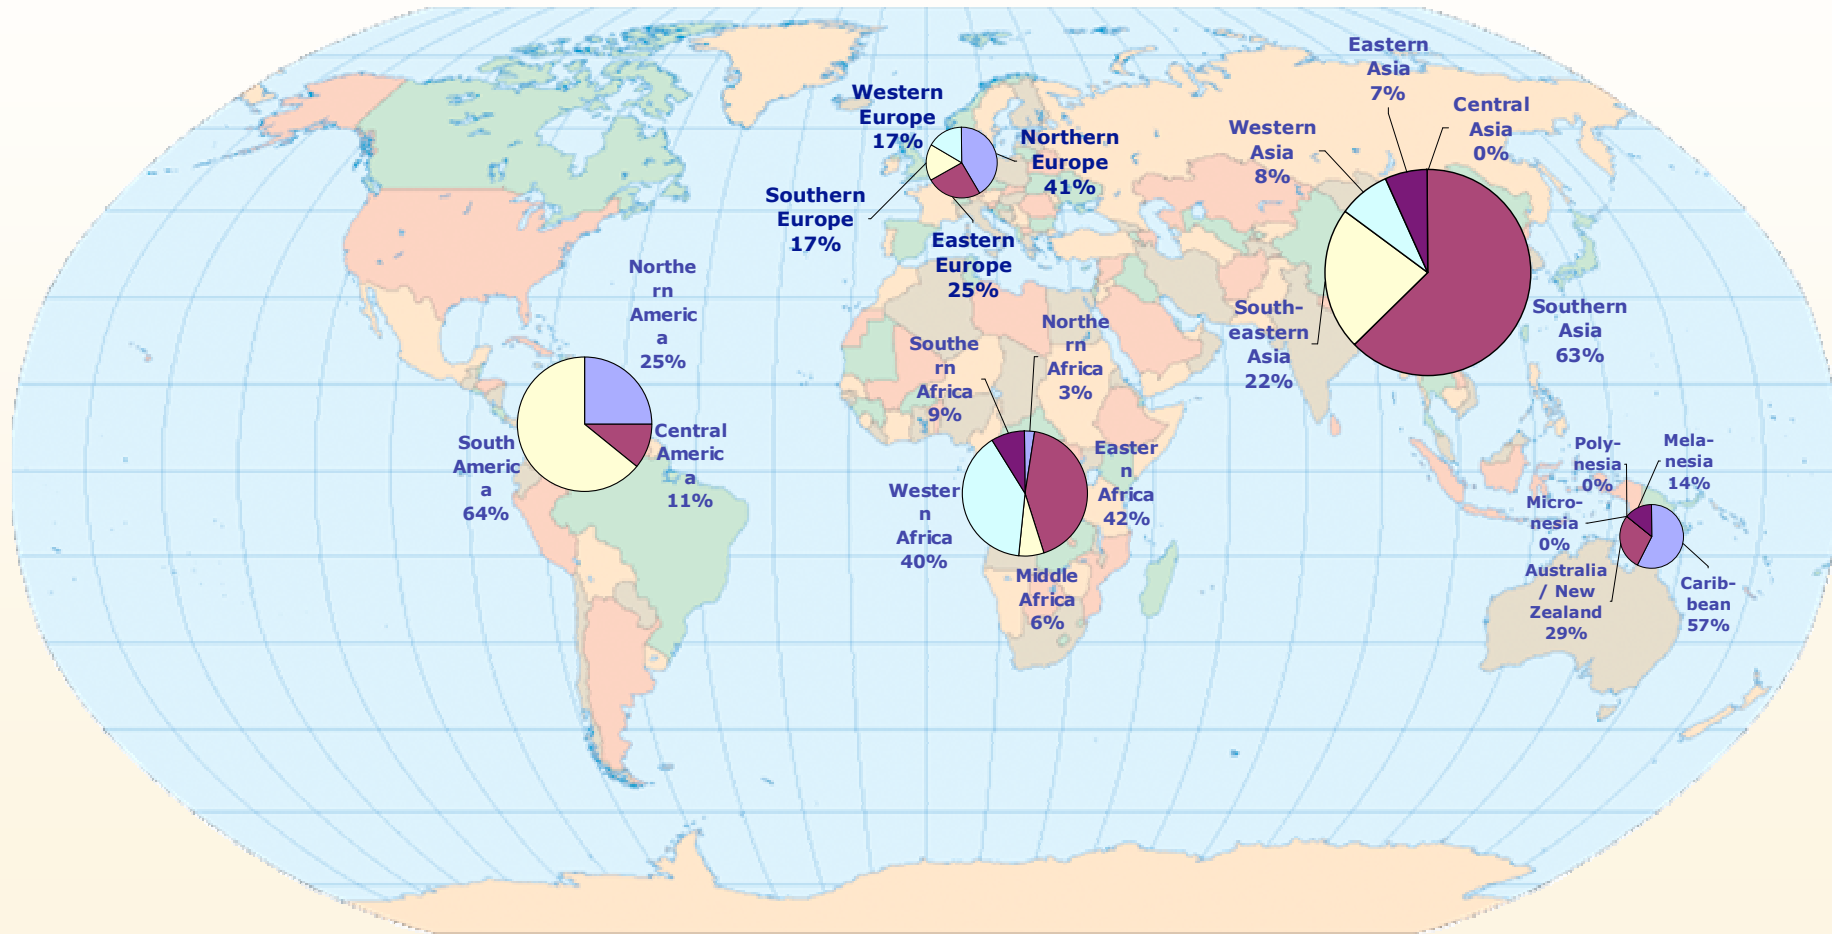 Eastern
Asia
7%
Central
Asia
0%
Western
Asia
8%
South-
eastern
Asia
22%
Southern
Asia
63%
Western
Europe
17%
Northern
Europe
41%
Southern
Europe
17%
Eastern
Europe
25%
Northe
rn
Americ
a
25%
Central
Americ
a
11%
South
Americ
a
64%
Southe
rn
Africa
9%
Northe
rn
Africa
3%
Easter
n
Africa
42%
Wester
n
Africa
40%
Middle
Africa
6%
Poly-
nesia
0%
Mela-
nesia
14%
Micro-
nesia
0%
Australia
/ New
Zealand
29%
Carib-
bean
57%